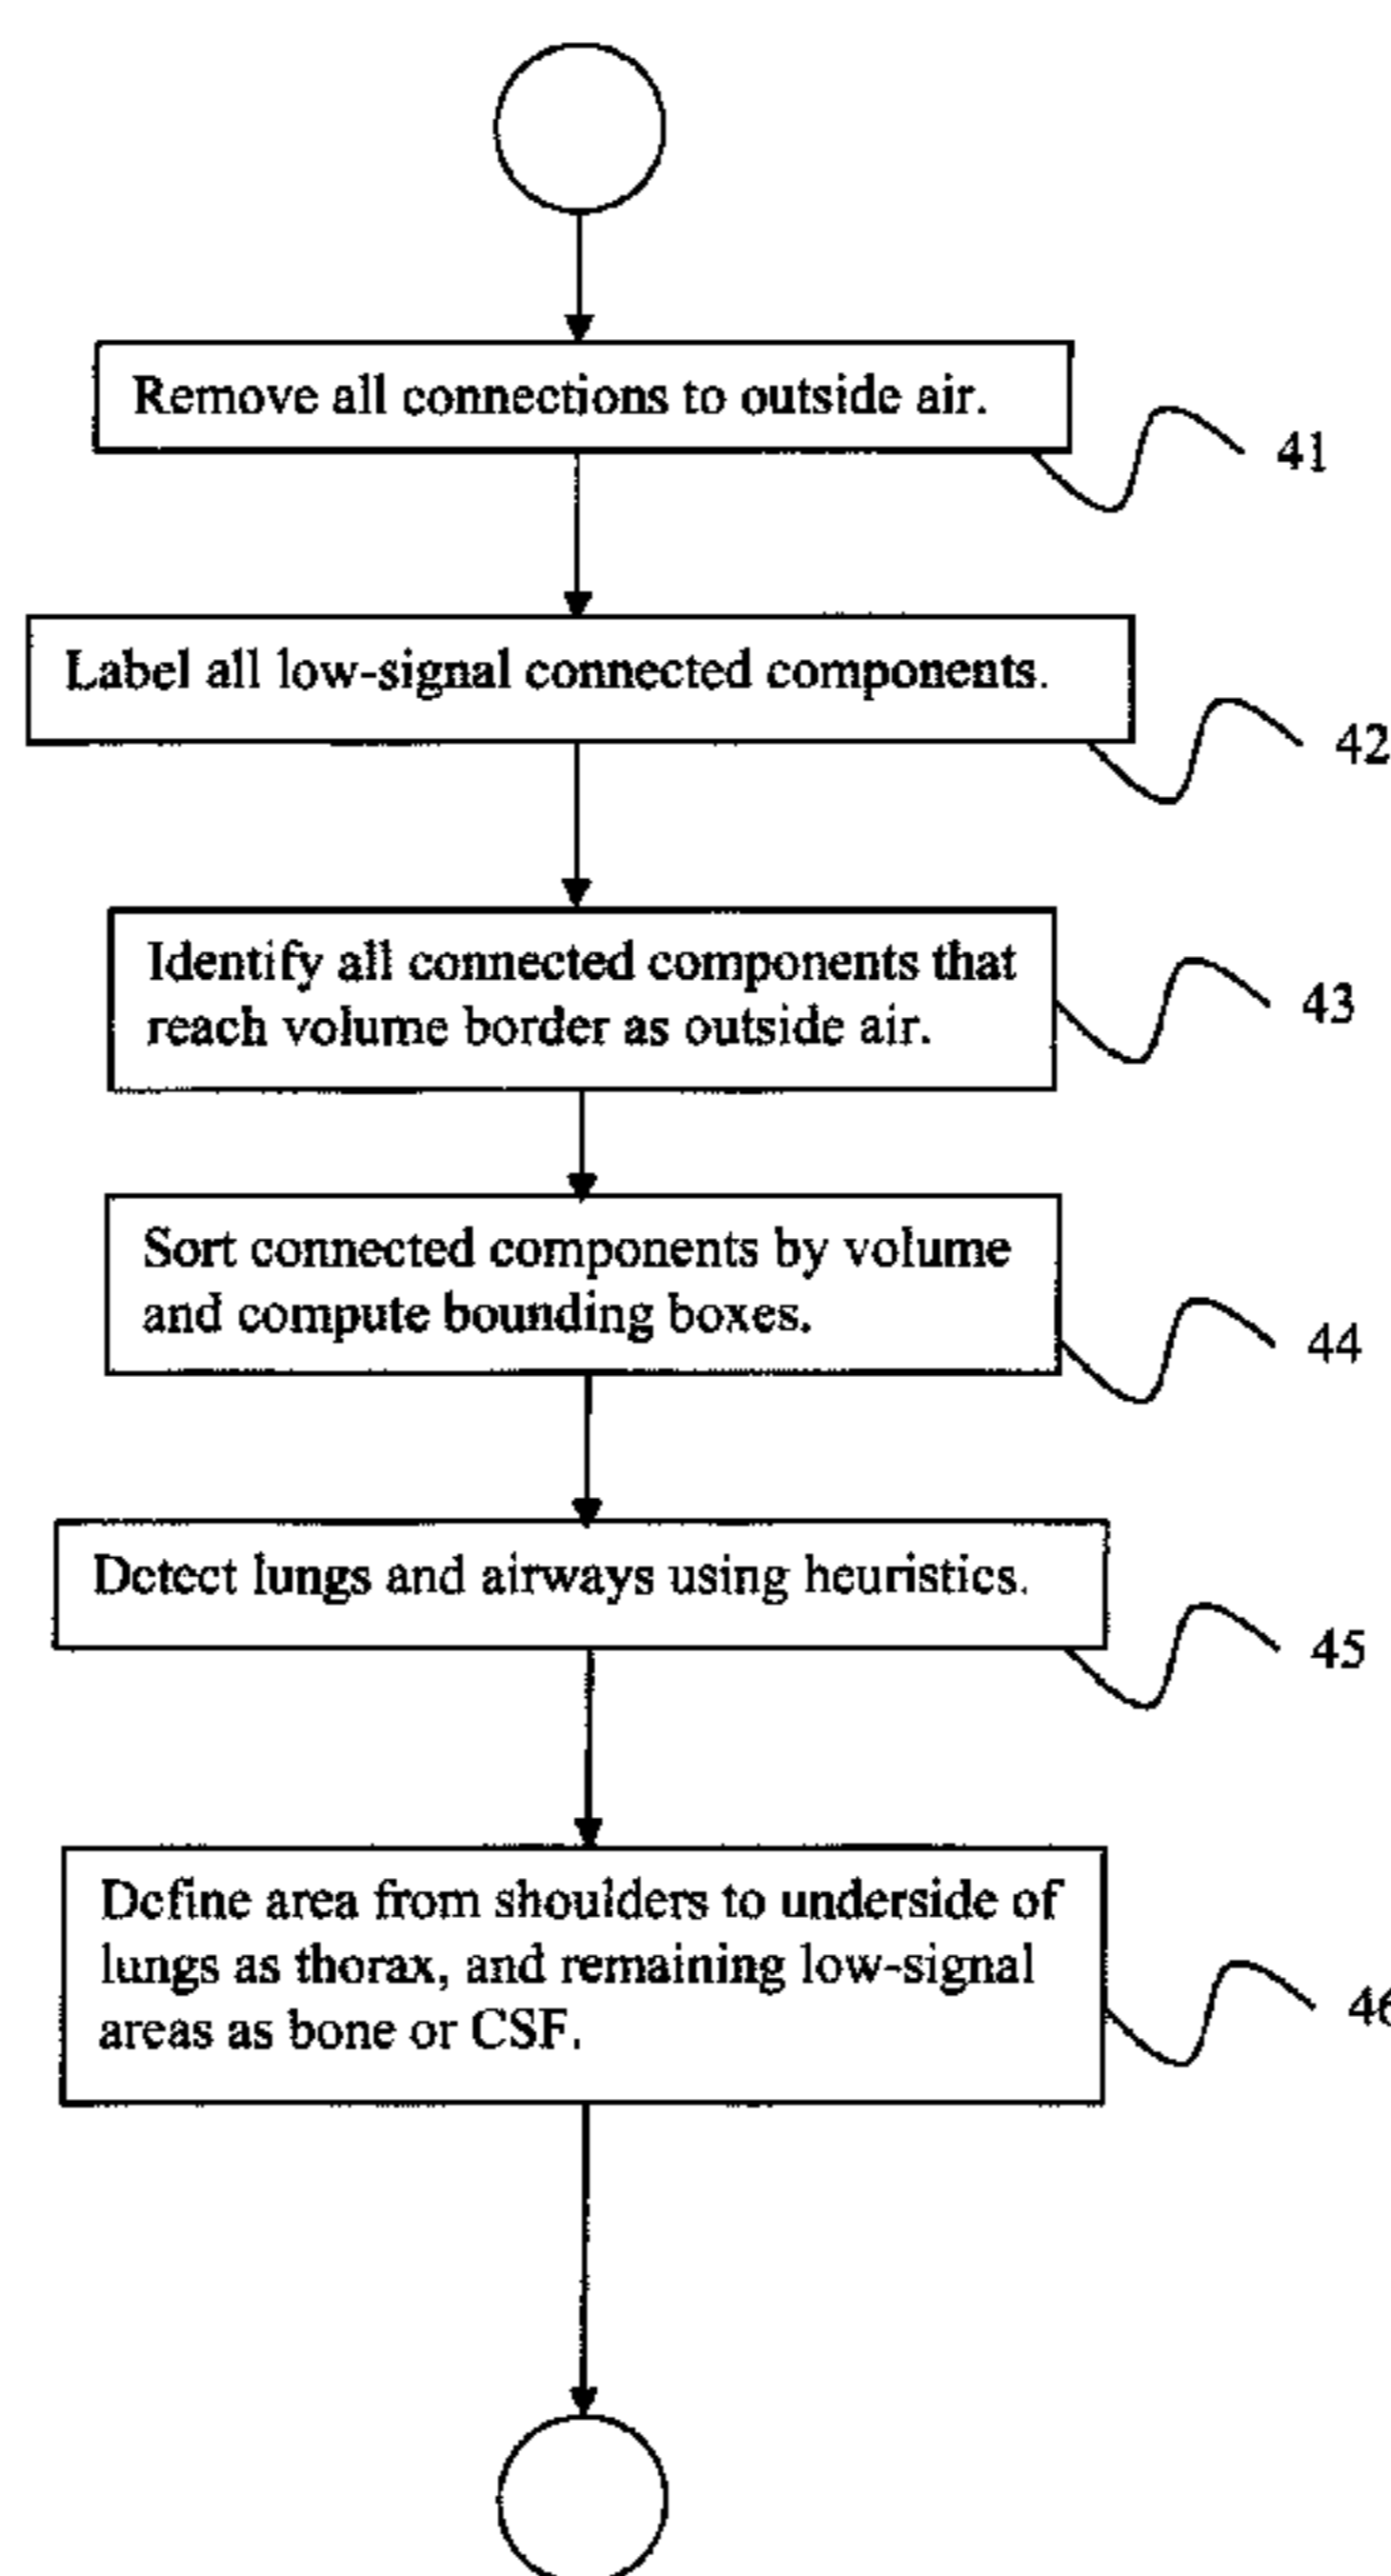 Remove all connections to outside air.
41
Label all low-signal connected components.
42
Identify all connected components that
reach volume border as outside air.
43
Sort connected components by volume
and compute bounding boxes.
44
Detect lungs and airways using heuristics.
45
Define area from shoulders to underside of
lungs as thorax, and remaining low-signal
areas as bone or CSF.
46